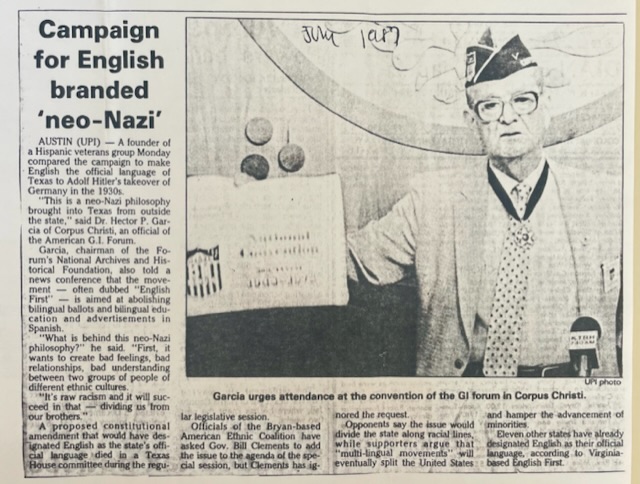 Campaign
for English
branded
'neo-Nazi'
AUSTIN (UPI) — A founder of
a Hispanic veterans group Monday
compared the campaign to make
English the official language of
Texas to Adolf Hitler's takeover of
Germany in the 1930s.
"This is a neo-Nazi philosophy
brought into Texas from outside
the state," said Dr. Hector P. Gar-
cia of Corpus Christi, an official of
the American G.I. Forum.
Garcia, chairman of the Fo-
rum's National Archives and His-
torical Foundation, also told a
news conference that the move-
ment — often dubbed "English
First" — is aimed at abolishing
bilingual ballots and bilingual edu-
cation and advertisements in
Spanish.
"What is behind this neo-Nazi
philosophy?" he said. "First, it
wants to create bad feelings, bad
relationships, bad understanding
between two groups of people of
different ethnic cultures.
"It's raw racism and it will suc-
ceed in that — dividing us from
our brothers."
A proposed constitutional
amendment that would have des-
ignated English as the state's offi-
cial language died in a Texas
House committee during the regu-
June 1987
National
Convention
UPI photo
Garcia urges attendance at the convention of the GI forum in Corpus Christi.
lar legislative session.
Officials of the Bryan-based
American Ethnic Coalition have
asked Gov. Bill Clements to add
the issue to the agenda of the spe-
cial session, but Clements has ig-
nored the request.
Opponents say the issue would
divide the state along racial lines,
while supporters argue that
"multi-lingual movements" will
eventually split the United States
and hamper the advancement of
minorities.
Eleven other states have already
designated English as their official
language, according to Virginia-
based English First.